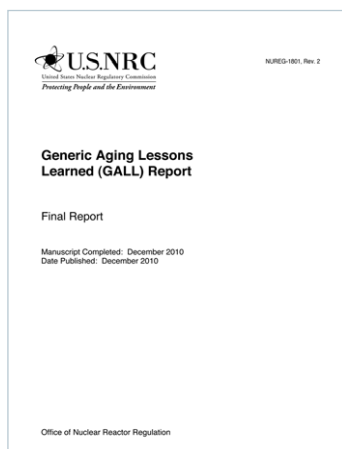 U.S.NRC
NUREG-1801, Rev. 2
United States Nuclear Regulatory Commission
Protecting People and the Environment
Generic Aging Lessons
Learned (GALL) Report
Final Report
Manuscript Completed: December 2010
Date Published: December 2010
Office of Nuclear Reactor Regulation